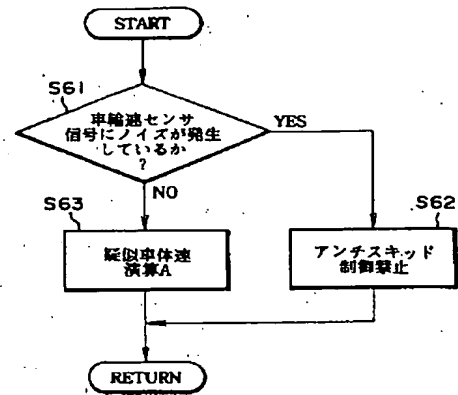 START
S61
車輪速センサ
信号にノイズが発生
しているか
?
YES
NO
S63
疑似車体速
演算A
S62
アンチスキッド
制御禁止
RETURN